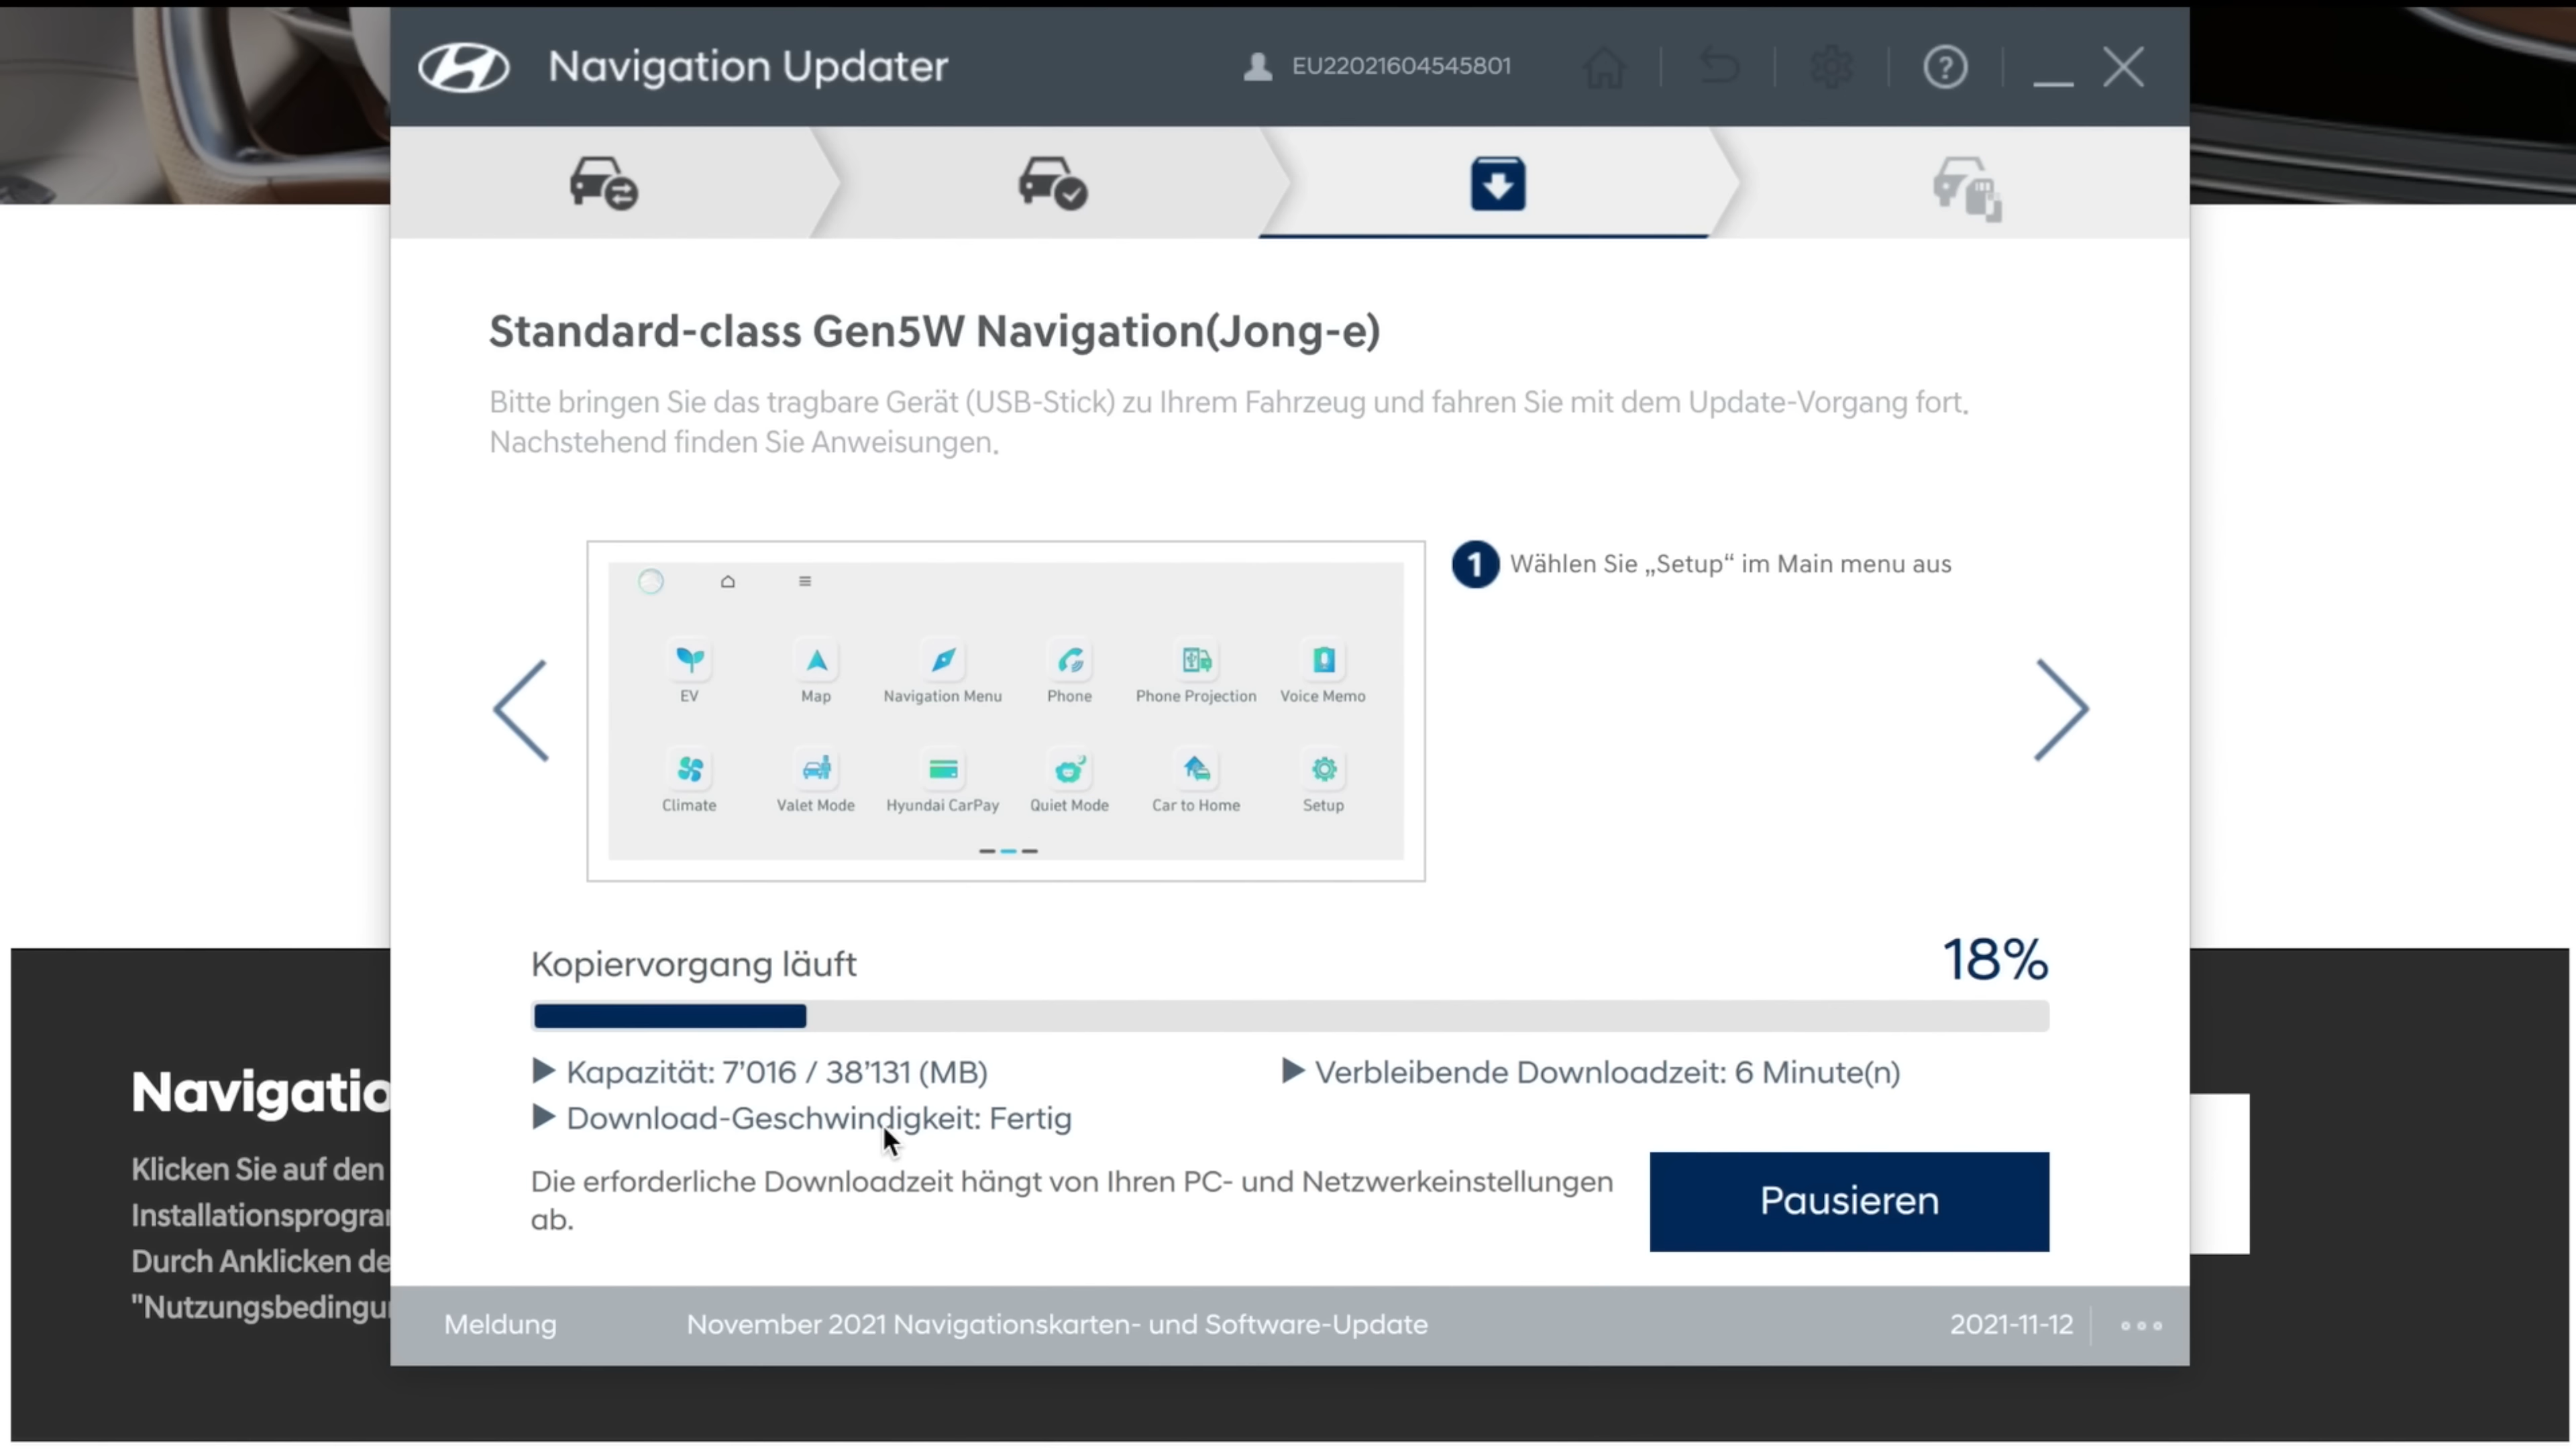 Navigation Updater
EU22021604545801
Standard-class Gen5W Navigation(Jong-e)
Bitte bringen Sie das tragbare Gerät (USB-Stick) zu Ihrem Fahrzeug und fahren Sie mit dem Update-Vorgang fort.
Nachstehend finden Sie Anweisungen.
1 Wählen Sie „Setup“ im Main menu aus
EV Map Navigation Menu Phone Phone Projection Voice Memo
Climate Valet Mode Hyundai CarPay Quiet Mode Car to Home Setup
Kopiervorgang läuft
18%
Kapazität: 7’016 / 38’131 (MB)
Verbleibende Downloadzeit: 6 Minute(n)
Download-Geschwindigkeit: Fertig
Die erforderliche Downloadzeit hängt von Ihren PC- und Netzwerkeinstellungen
ab.
Pausieren
Meldung November 2021 Navigationskarten- und Software-Update 2021-11-12
Navigatio
Klicken Sie auf den
Installationsprogra
Durch Anklicken de
"Nutzungsbedingu